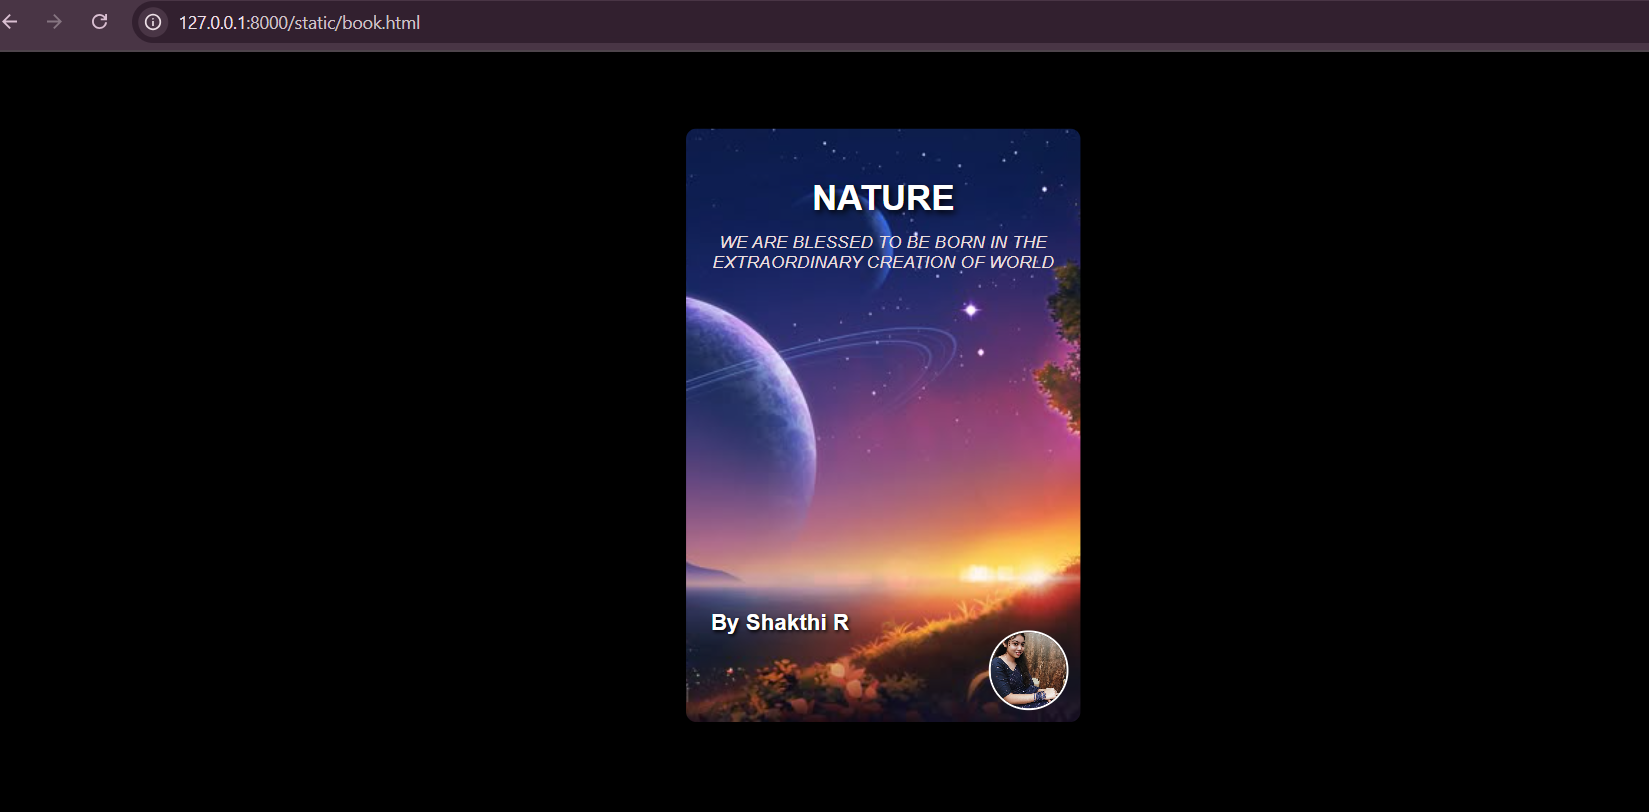 127.0.0.1:8000/static/book.html
NATURE
WE ARE BLESSED TO BE BORN IN THE
EXTRAORDINARY CREATION OF WORLD
By Shakthi R